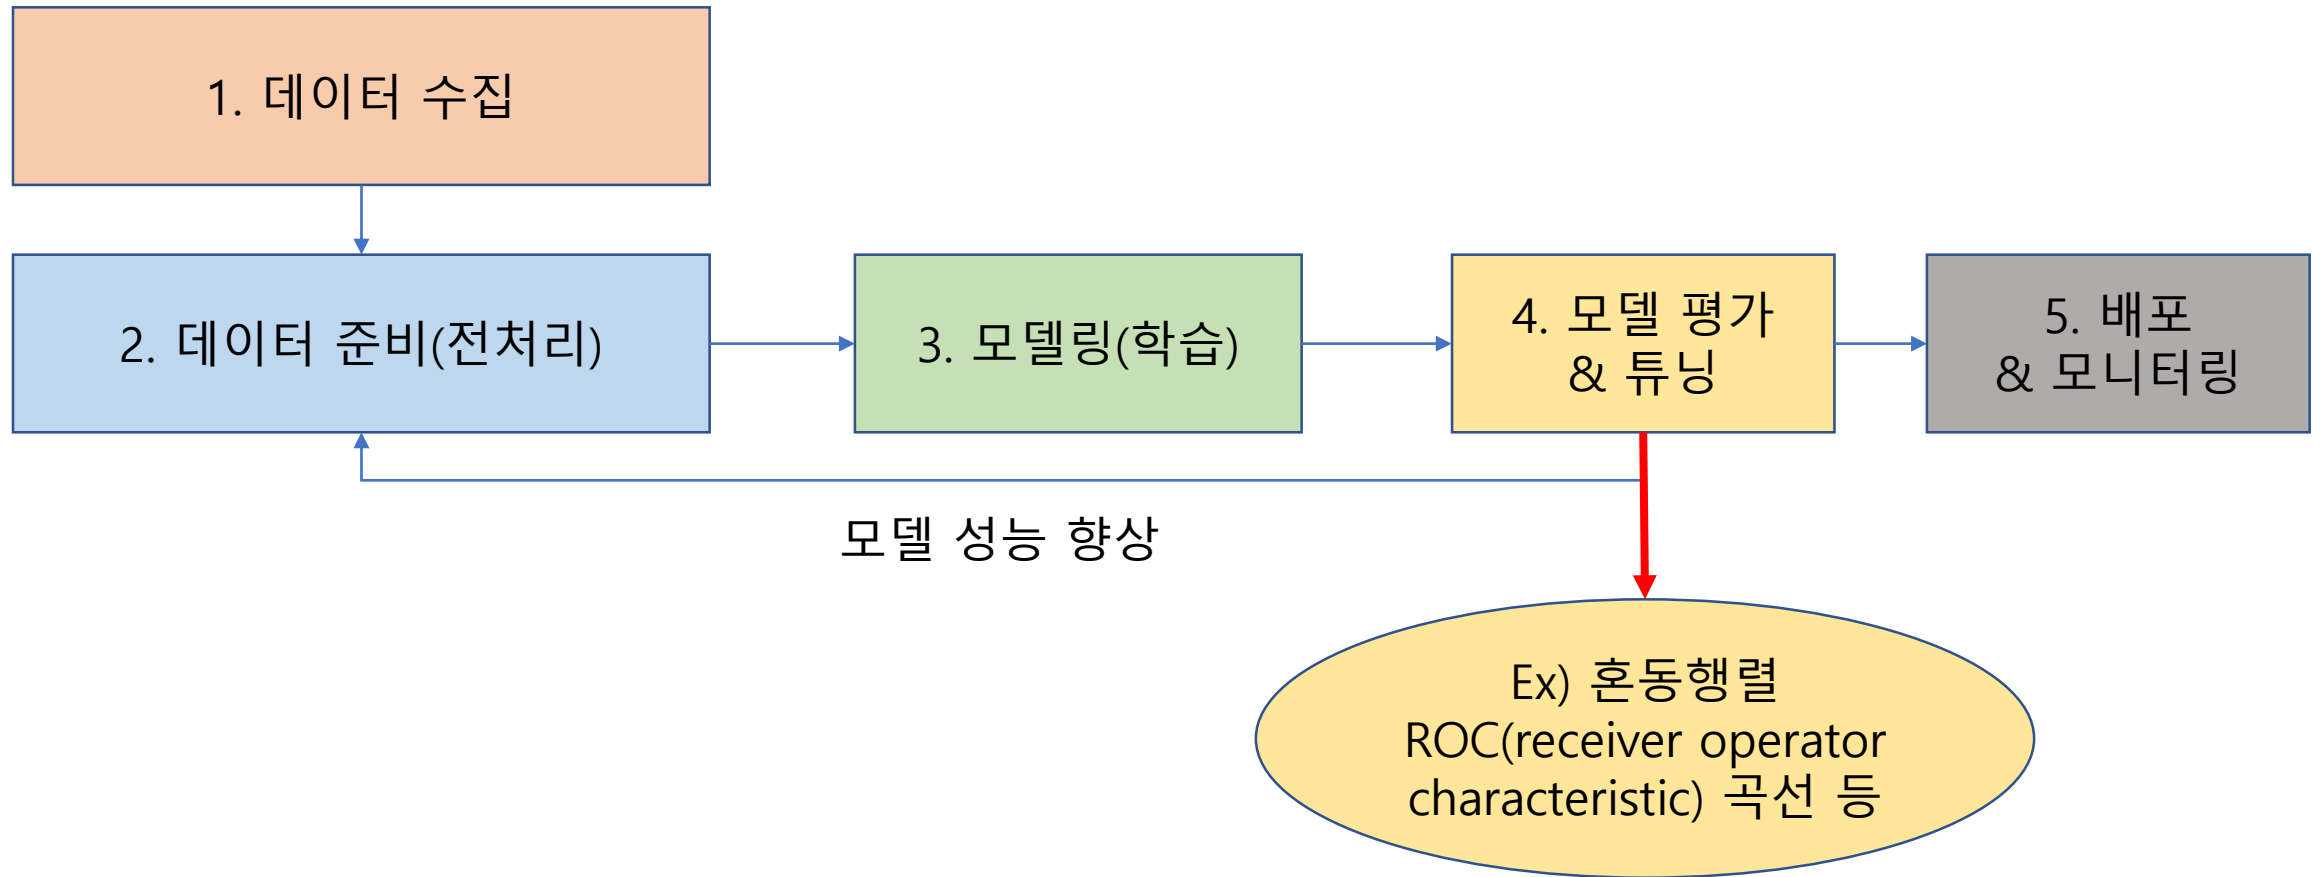 1. 데이터 수집
2. 데이터 준비(전처리)
3. 모델링(학습)
4. 모델 평가
& 튜닝
5. 배포
& 모니터링
모델 성능 향상
Ex) 혼동행렬
ROC(receiver operator
characteristic) 곡선 등